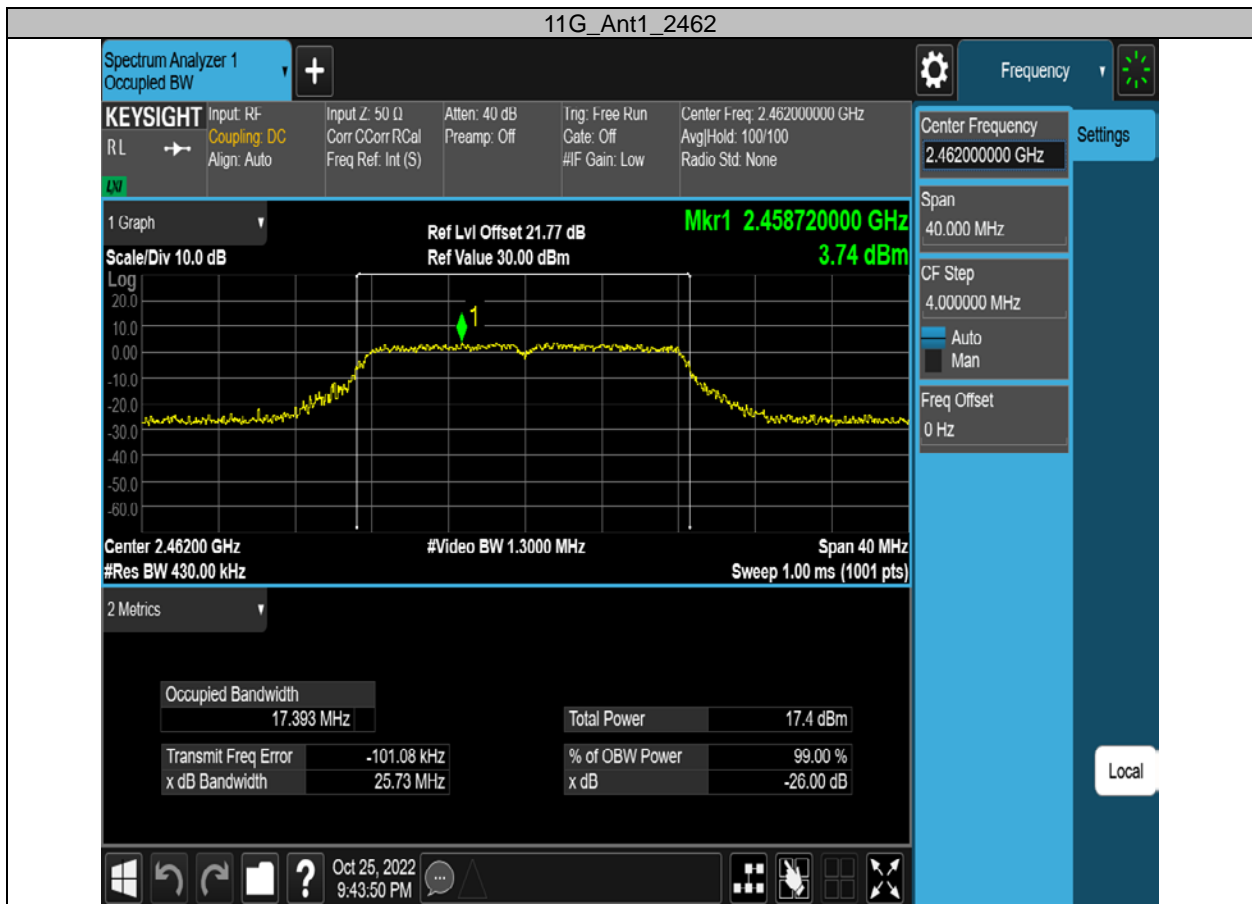 11G_Ant1_2462
Spectrum Analyzer 1
Occupied BW
+
Frequency
KEYSIGHT
RL
LXI
Input: RF
Coupling: DC
Align: Auto
Input Z: 50 Ω
Corr CCorr RCal
Freq Ref: Int (S)
Atten: 40 dB
Preamp: Off
Trig: Free Run
Gate: Off
#IF Gain: Low
Center Freq: 2.462000000 GHz
Avg|Hold: 100/100
Radio Std: None
Center Frequency
2.462000000 GHz
Settings
Span
40.000 MHz
CF Step
4.000000 MHz
Auto
Man
Freq Offset
0 Hz
Local
1 Graph
Scale/Div 10.0 dB
Ref Lvl Offset 21.77 dB
Ref Value 30.00 dBm
Mkr1 2.458720000 GHz
3.74 dBm
Log
20.0
10.0
0.00
-10.0
-20.0
-30.0
-40.0
-50.0
-60.0
1
Center 2.46200 GHz
#Video BW 1.3000 MHz
Span 40 MHz
#Res BW 430.00 kHz
Sweep 1.00 ms (1001 pts)
2 Metrics
Occupied Bandwidth
17.393 MHz
Total Power 17.4 dBm
Transmit Freq Error -101.08 kHz
% of OBW Power 99.00 %
x dB Bandwidth 25.73 MHz
x dB -26.00 dB
?
Oct 25, 2022
9:43:50 PM